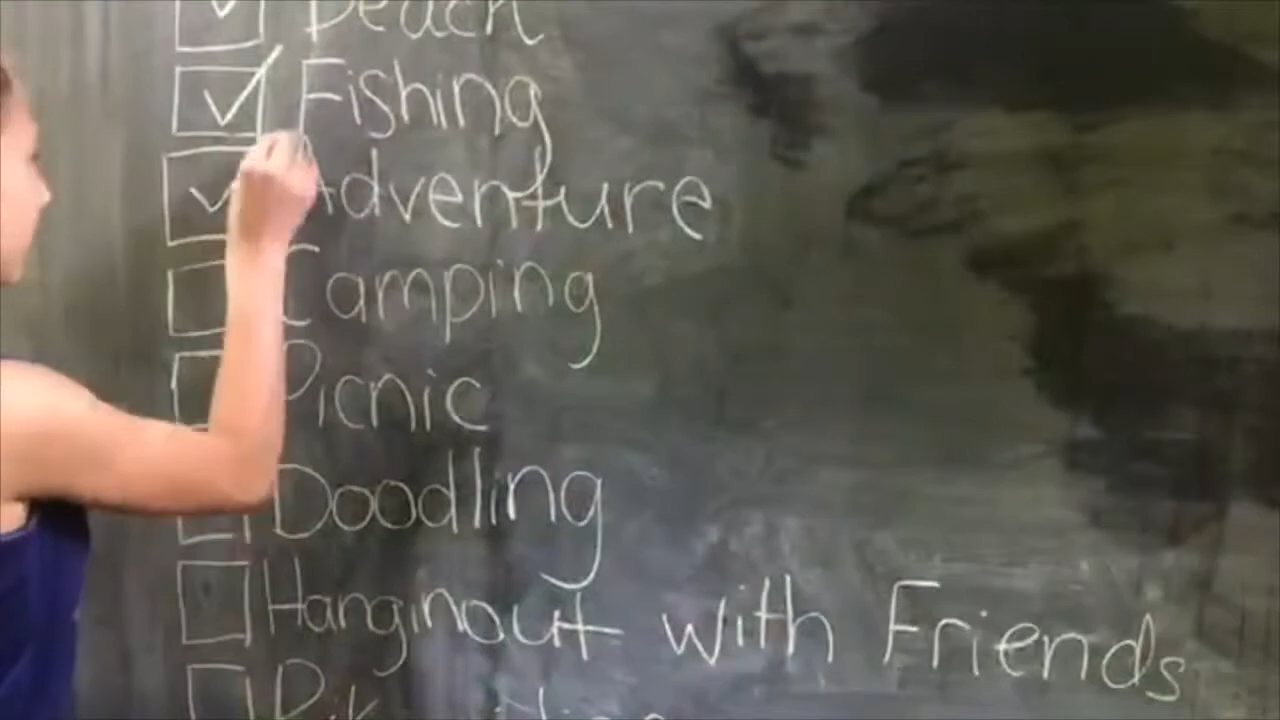 Beach
Fishing
Adventure
Camping
Picnic
Doodling
Hanginout with Friends